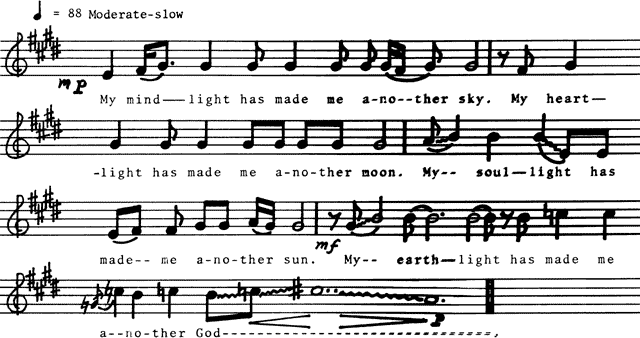 ♩ = 88 Moderate-slow
mp
My mind——light has made me a-no--ther sky. My heart—
-light has made me a-no-ther moon. My-- soul—light has
mf
made-- me a-no-ther sun. My-- earth—light has made me
p
a--no-ther God-----------------------------------,